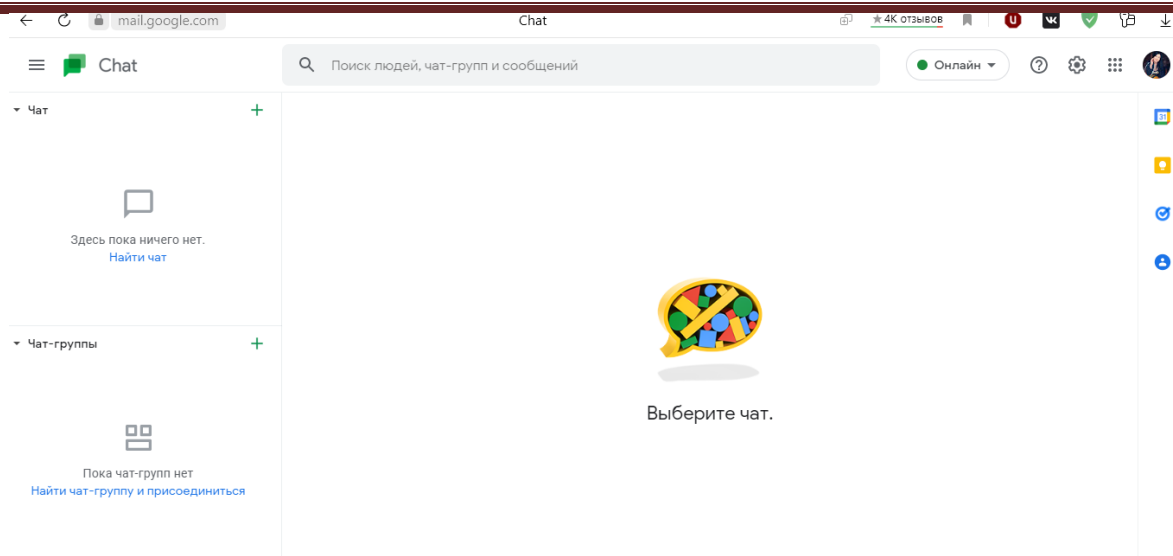 mail.google.com
Chat
4K отзывов
Chat
Поиск людей, чат-групп и сообщений
Онлайн
Чат
31
Здесь пока ничего нет.
Найти чат
Выберите чат.
Чат-группы
Пока чат-групп нет
Найти чат-группу и присоединиться